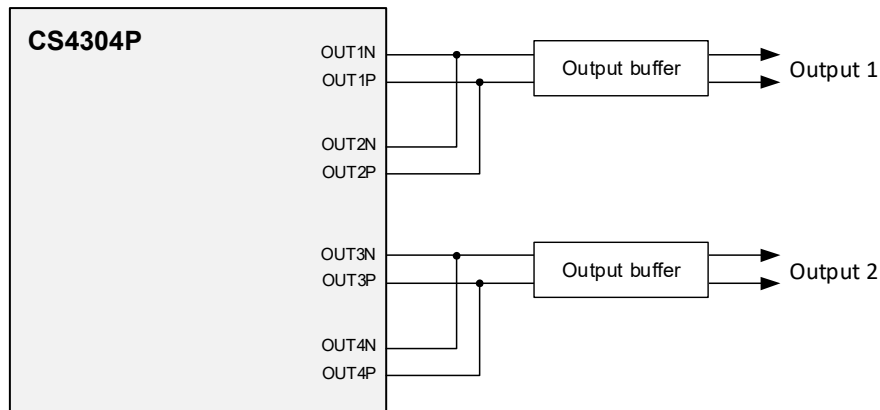 CS4304P
OUT1N
OUT1P
Output buffer
Output 1
OUT2N
OUT2P
OUT3N
OUT3P
Output buffer
Output 2
OUT4N
OUT4P